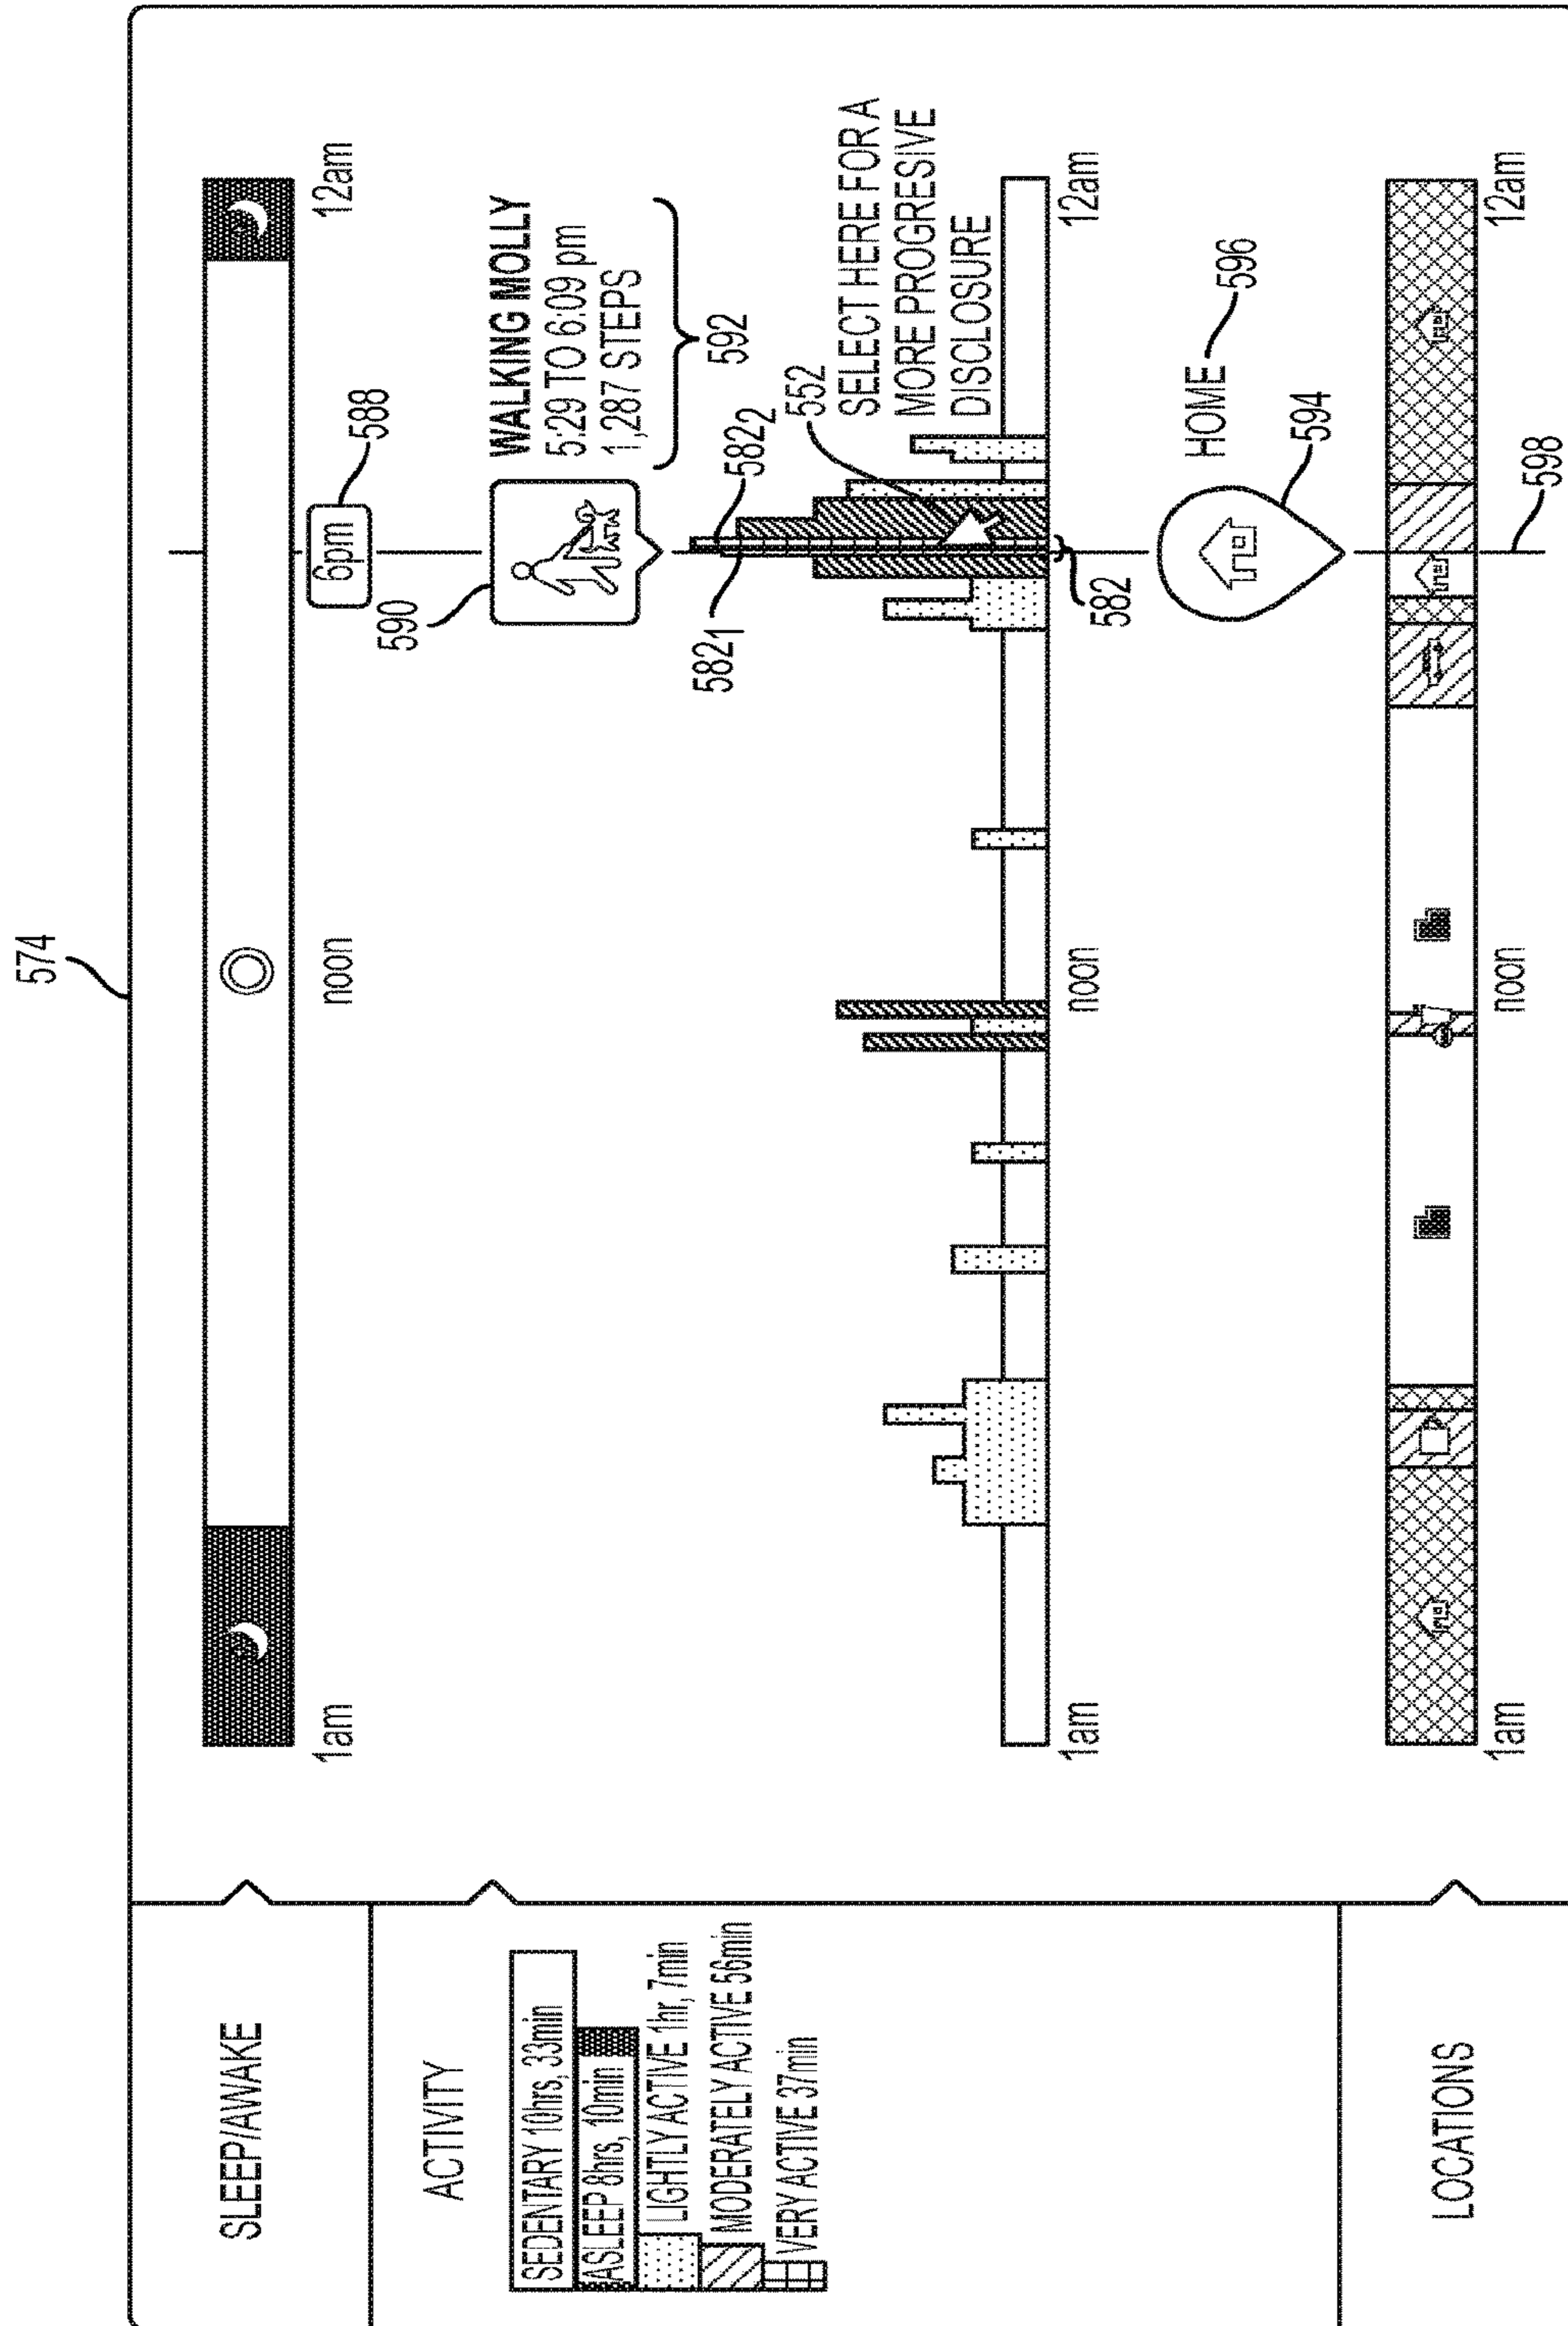 574
SLEEP/AWAKE
1am
noon
12am
6pm
588
ACTIVITY
SEDENTARY 10hrs, 33min
ASLEEP 8hrs, 10min
LIGHTLY ACTIVE 1hr, 7min
MODERATELY ACTIVE 56min
VERY ACTIVE 37min
590
WALKING MOLLY
5:29 TO 6:09 pm
1,287 STEPS
592
582₁
582₂
552
SELECT HERE FOR A
MORE PROGRESIVE
DISCLOSURE
1am
noon
12am
582
HOME
596
594
LOCATIONS
1am
noon
12am
598